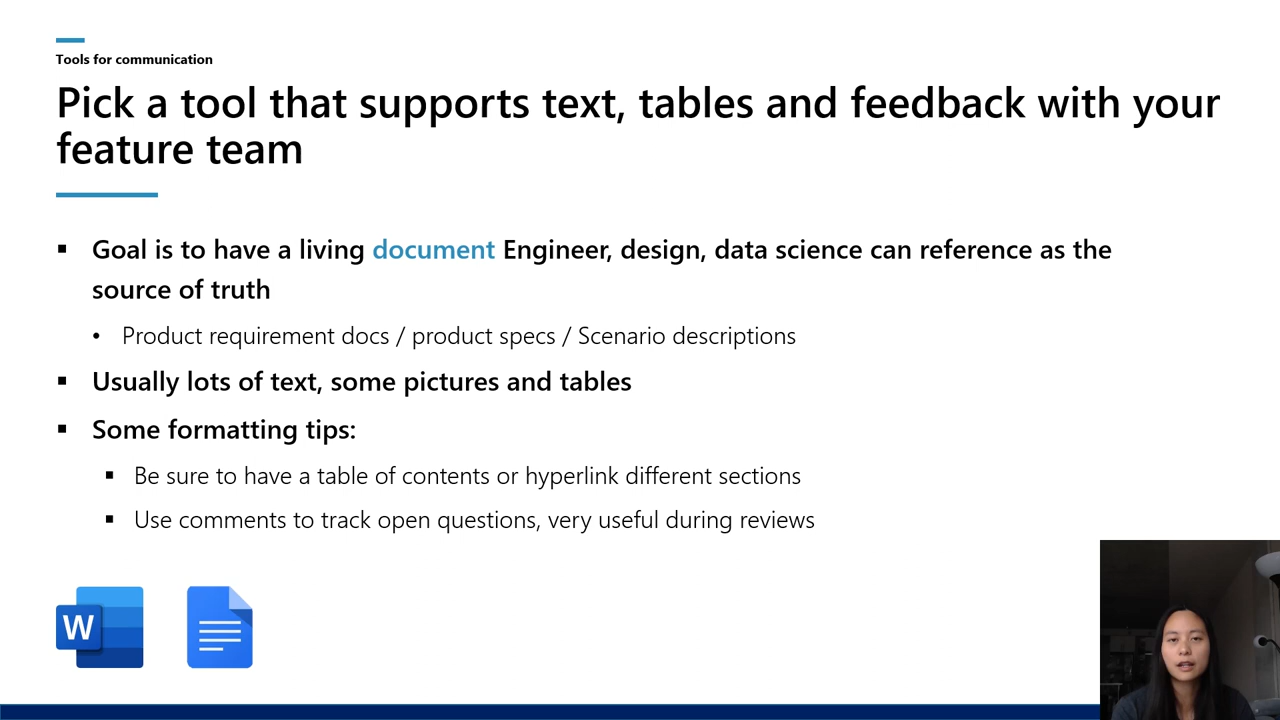 Tools for communication
Pick a tool that supports text, tables and feedback with your
feature team
Goal is to have a living document Engineer, design, data science can reference as the
source of truth
Product requirement docs / product specs / Scenario descriptions
Usually lots of text, some pictures and tables
Some formatting tips:
Be sure to have a table of contents or hyperlink different sections
Use comments to track open questions, very useful during reviews
W